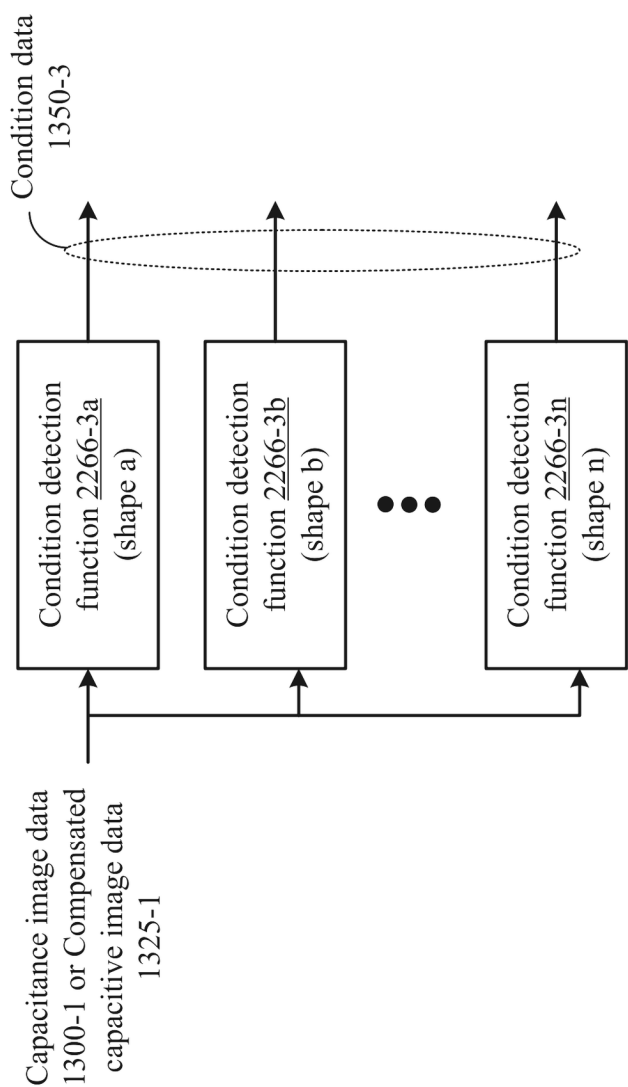 Capacitance image data
1300-1 or Compensated
capacitive image data
1325-1
Condition detection
function 2266-3a
(shape a)
Condition detection
function 2266-3b
(shape b)
Condition detection
function 2266-3n
(shape n)
Condition data
1350-3